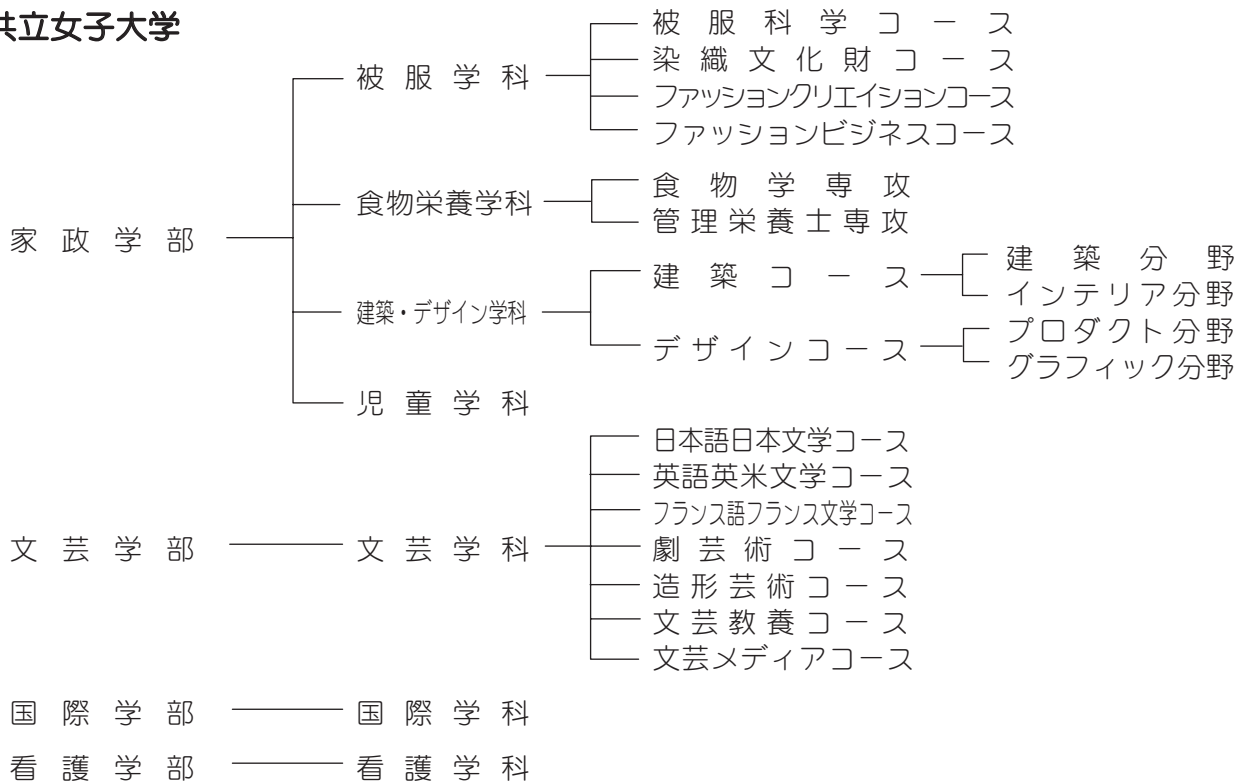 共立女子大学
家政学部
被服学科
被服科学コース
染織文化財コース
ファッションクリエイションコース
ファッションビジネスコース
食物栄養学科
食物学専攻
管理栄養士専攻
建築・デザイン学科
建築コース
建築分野
インテリア分野
デザインコース
プロダクト分野
グラフィック分野
児童学科
文芸学部
文芸学科
日本語日本文学コース
英語英米文学コース
フランス語フランス文学コース
劇芸術コース
造形芸術コース
文芸教養コース
文芸メディアコース
国際学部
国際学科
看護学部
看護学科